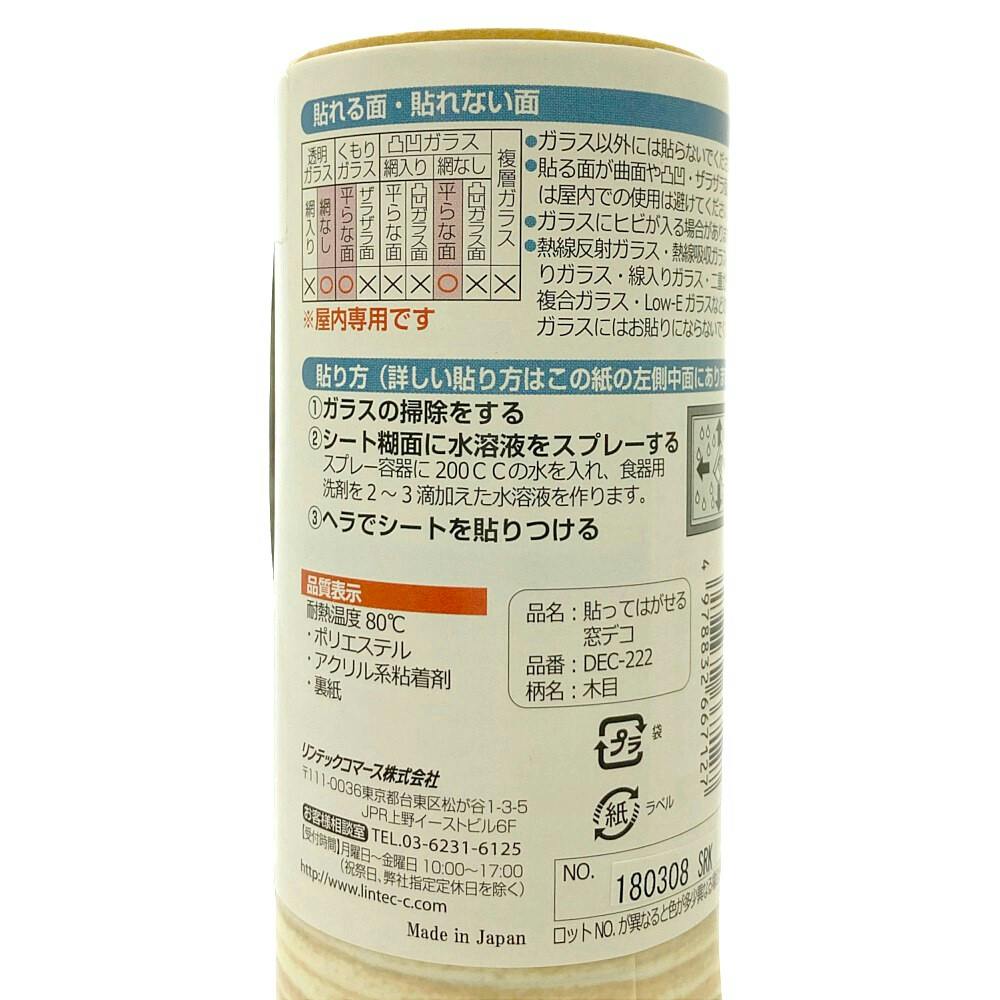 貼れる面・貼れない面
透明ガラス くもりガラス 凸凹ガラス 複層ガラス
網入り 網なし
網入り 網なし 平らな面 ザラザラ面 平らな面 凸凹ガラス面 平らな面 凸凹ガラス面
× ○ ○ × × × ○ × ×
※屋内専用です
●ガラス以外には貼らないでくだ
●貼る面が曲面や凸凹・ザラザラ
は屋内での使用は避けてくださ
●ガラスにヒビが入る場合があり
●熱線反射ガラス・熱線吸収ガラ
りガラス・線入りガラス・二重
複合ガラス・Low-Eガラスなど
ガラスにはお貼りにならないで
貼り方（詳しい貼り方はこの紙の左側中面にあり
①ガラスの掃除をする
②シート糊面に水溶液をスプレーする
スプレー容器に200ＣＣの水を入れ、食器用
洗剤を2～3滴加えた水溶液を作ります。
③ヘラでシートを貼りつける
品質表示
耐熱温度80℃
・ポリエステル
・アクリル系粘着剤
・裏紙
品名：貼ってはがせる
窓デコ
品番：DEC-222
柄名：木目
4 978832 667127
プラ 袋
紙 ラベル
リンテックコマース株式会社
〒111-0036東京都台東区松が谷1-3-5
JPR上野イーストビル6F
お客様相談室 TEL.03-6231-6125
【受付時間】月曜日～金曜日 10:00～17:00
（祝祭日、弊社指定定休日を除く）
http://www.lintec-c.com
Made in Japan
NO. 180308 SRK
ロットNO.が異なると色が多少異なる